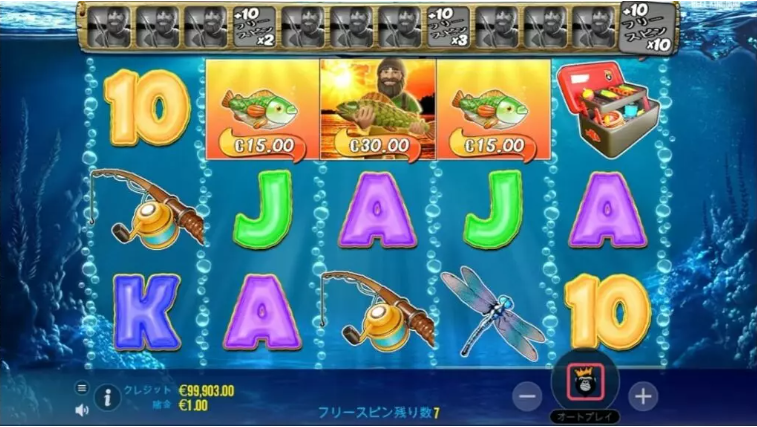 +10
フリー
スピン
x2
+10
フリー
スピン
x3
+10
フリー
スピン
x10
10
€15.00
€30.00
€15.00
J
A
J
A
K
A
10
クレジット €99,903.00
賭金 €1.00
フリースピン残り数7
オートプレイ